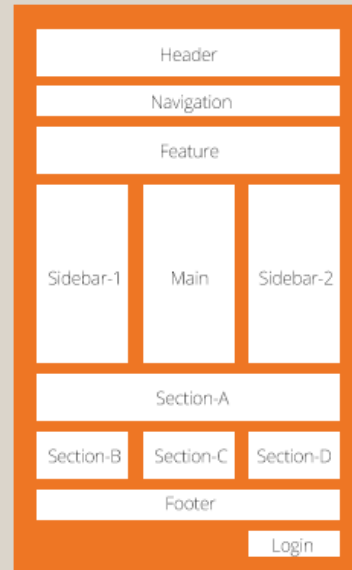 Header
Navigation
Feature
Sidebar-1 Main Sidebar-2
Section-A
Section-B Section-C Section-D
Footer
Login